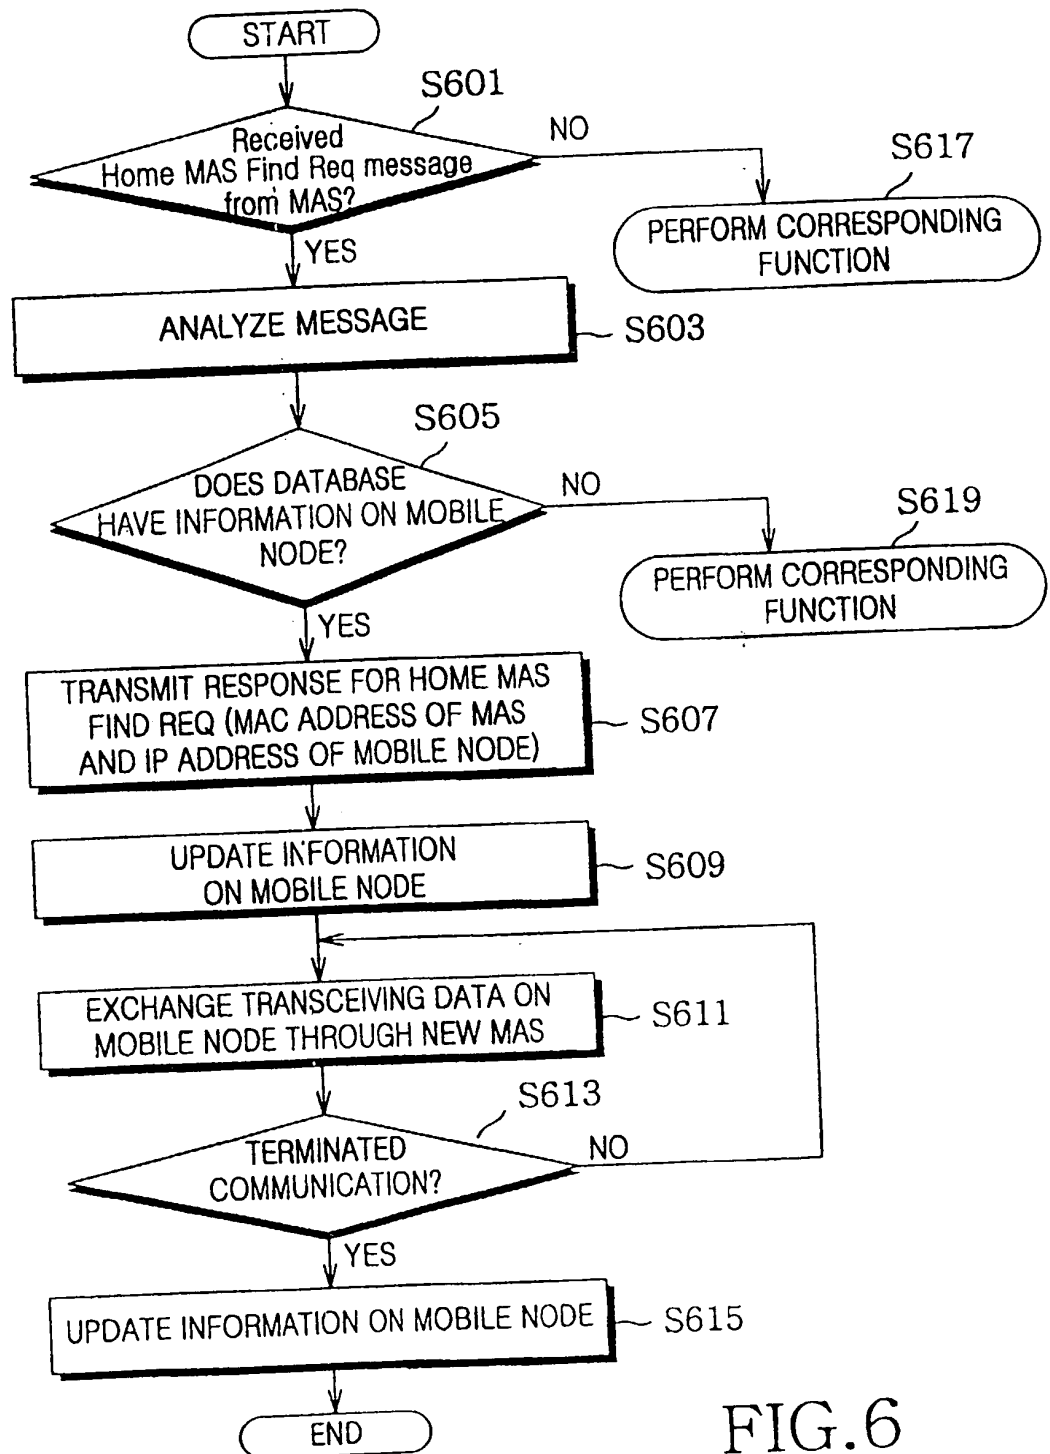 START
S601
Received
Home MAS Find Req message
from MAS?
NO
S617
PERFORM CORRESPONDING
FUNCTION
YES
ANALYZE MESSAGE
S603
S605
DOES DATABASE
HAVE INFORMATION ON MOBILE
NODE?
NO
S619
PERFORM CORRESPONDING
FUNCTION
YES
TRANSMIT RESPONSE FOR HOME MAS
FIND REQ (MAC ADDRESS OF MAS
AND IP ADDRESS OF MOBILE NODE)
S607
UPDATE INFORMATION
ON MOBILE NODE
S609
EXCHANGE TRANSCEIVING DATA ON
MOBILE NODE THROUGH NEW MAS
S611
S613
TERMINATED
COMMUNICATION?
NO
YES
UPDATE INFORMATION ON MOBILE NODE
S615
END
FIG.6